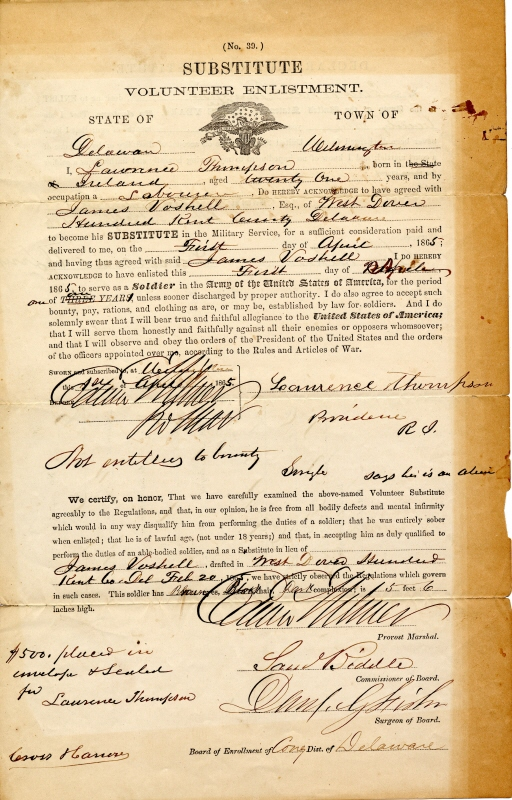 (No. 39.)
SUBSTITUTE
VOLUNTEER ENLISTMENT.
STATE OF TOWN OF
Delaware Wilmington
I, Lawrence Thompson, born in the State
Ireland, aged twenty One years, and by
occupation a Labourer Do HEREBY ACKNOWLEDGE to have agreed with
James Voshell, Esq., of West Dover
Hundred Kent County Delaware
to become his SUBSTITUTE in the Military Service, for a sufficient consideration paid and
delivered to me, on the First day of April 1865;
and having thus agreed with said James Voshell, I DO HEREBY
ACKNOWLEDGE to have enlisted this First day of April
1865, to serve as a Soldier in the Army of the United States of America, for the period
one of THREE YEARS, unless sooner discharged by proper authority. I do also agree to accept such
bounty, pay, rations, and clothing as are, or may be, established by law for soldiers. And I do
solemnly swear that I will bear true and faithful allegiance to the United States of America;
that I will serve them honestly and faithfully against all their enemies or opposers whomsoever;
and that I will observe and obey the orders of the President of the United States and the orders
of the officers appointed over me, according to the Rules and Articles of War.
SWORN and subscribed to, at
this 1st of April 1865
BEFORE
Lawrence Thompson
Pro Mar
Providence
R I.
Not entitled to bounty
Single says he is an alien
We certify, on honor, That we have carefully examined the above-named Volunteer Substitute
agreeably to the Regulations, and that, in our opinion, he is free from all bodily defects and mental infirmity
which would in any way disqualify him from performing the duties of a soldier; that he was entirely sober
when enlisted; that he is of lawful age, (not under 18 years;) and that, in accepting him as duly qualified to
perform the duties of an able-bodied soldier, and as a Substitute in lieu of
James Voshell, drafted in West Dover Hundred
Kent Co Del Feb 20, 1865, we have strictly observed the Regulations which govern
in such cases. This soldier has eyes, hair, Dark complexion; is 5 feet 6
inches high.
Provost Marshal.
$500. placed in
envelope & sealed
for
Lawrence Thompson
Saml Biddle
Commissioner of Board.
Surgeon of Board.
Board of Enrollment of Cong Dist. of Delaware